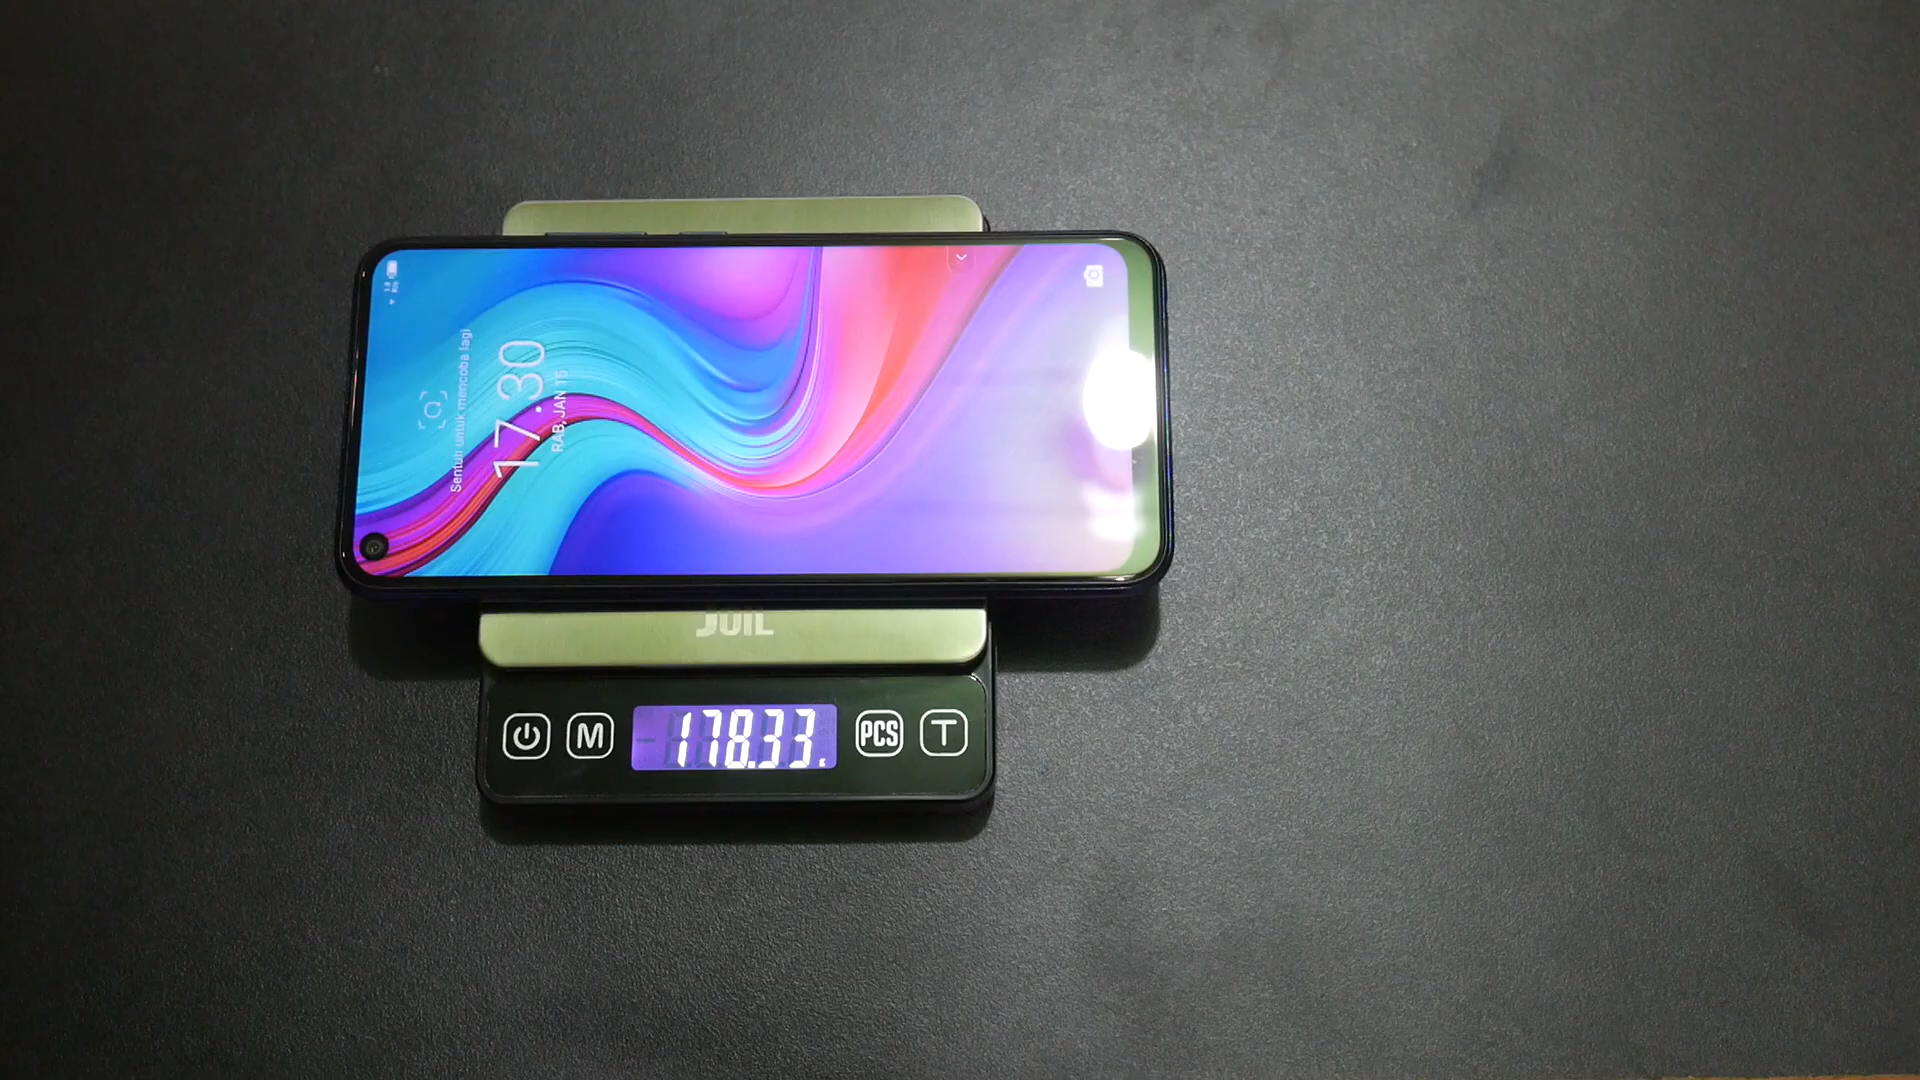 Sentuh untuk mencoba lagi
17.30
RAB, JAN 15
JUIL
M
178.33
PCS
T